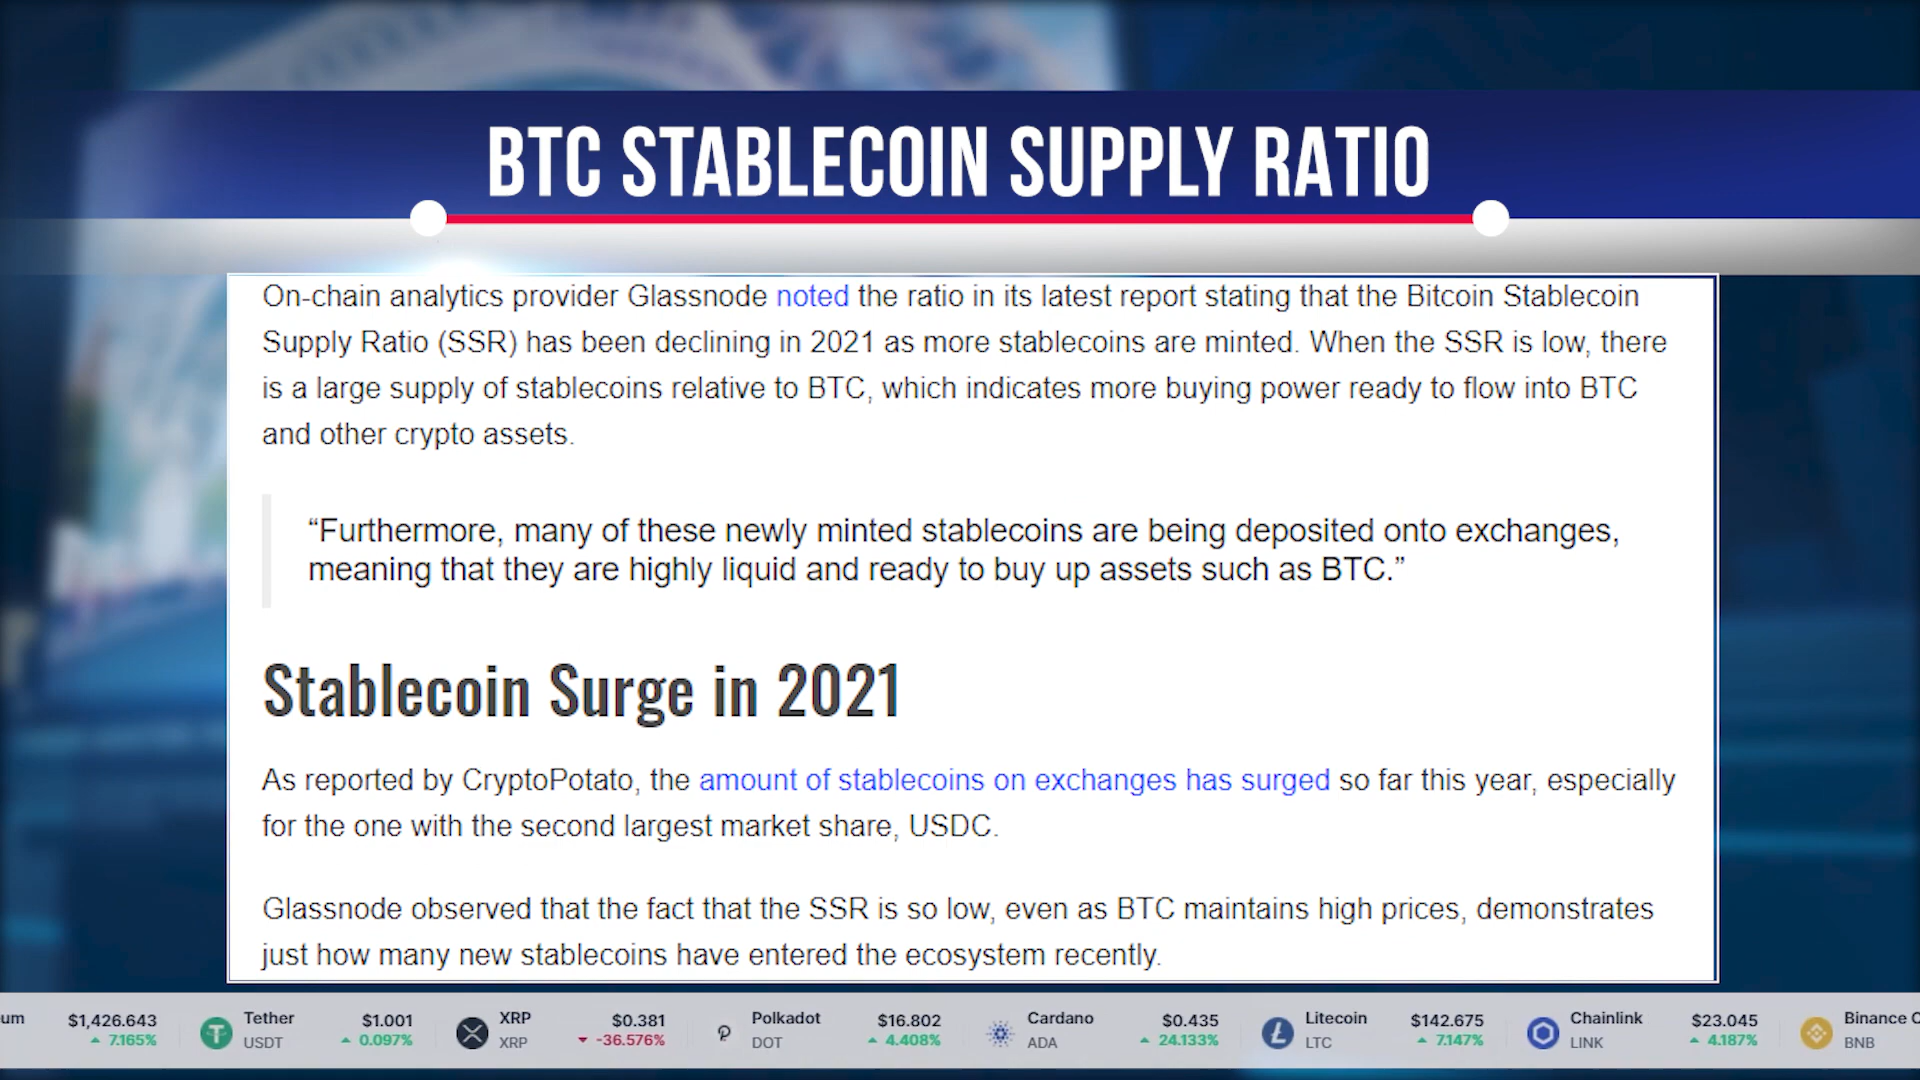 BTC STABLECOIN SUPPLY RATIO
On-chain analytics provider Glassnode noted the ratio in its latest report stating that the Bitcoin Stablecoin
Supply Ratio (SSR) has been declining in 2021 as more stablecoins are minted. When the SSR is low, there
is a large supply of stablecoins relative to BTC, which indicates more buying power ready to flow into BTC
and other crypto assets.
“Furthermore, many of these newly minted stablecoins are being deposited onto exchanges,
meaning that they are highly liquid and ready to buy up assets such as BTC.”
Stablecoin Surge in 2021
As reported by CryptoPotato, the amount of stablecoins on exchanges has surged so far this year, especially
for the one with the second largest market share, USDC.
Glassnode observed that the fact that the SSR is so low, even as BTC maintains high prices, demonstrates
just how many new stablecoins have entered the ecosystem recently.
um $1,426.643 Tether $1.001 XRP $0.381 Polkadot $16.802 Cardano $0.435 Litecoin $142.675 Chainlink $23.045 Binance C
7.165% USDT 0.097% XRP -36.576% DOT 4.408% ADA 24.133% LTC 7.147% LINK 4.187% BNB